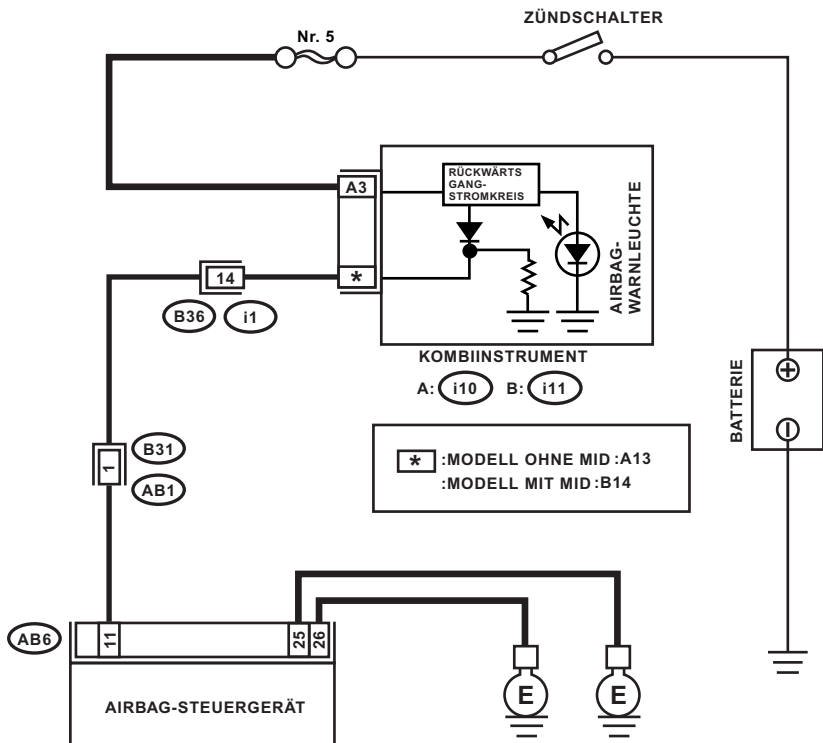 ZÜNDSCHALTER
Nr. 5
A3
RÜCKWÄRTS
GANG-
STROMKREIS
AIRBAG-
WARNLEUCHTE
*
14
B36
i1
KOMBIINSTRUMENT
A: i10 B: i11
BATTERIE
* :MODELL OHNE MID :A13
:MODELL MIT MID :B14
1
B31
AB1
AB6
11
25
26
AIRBAG-STEUERGERÄT
E
E